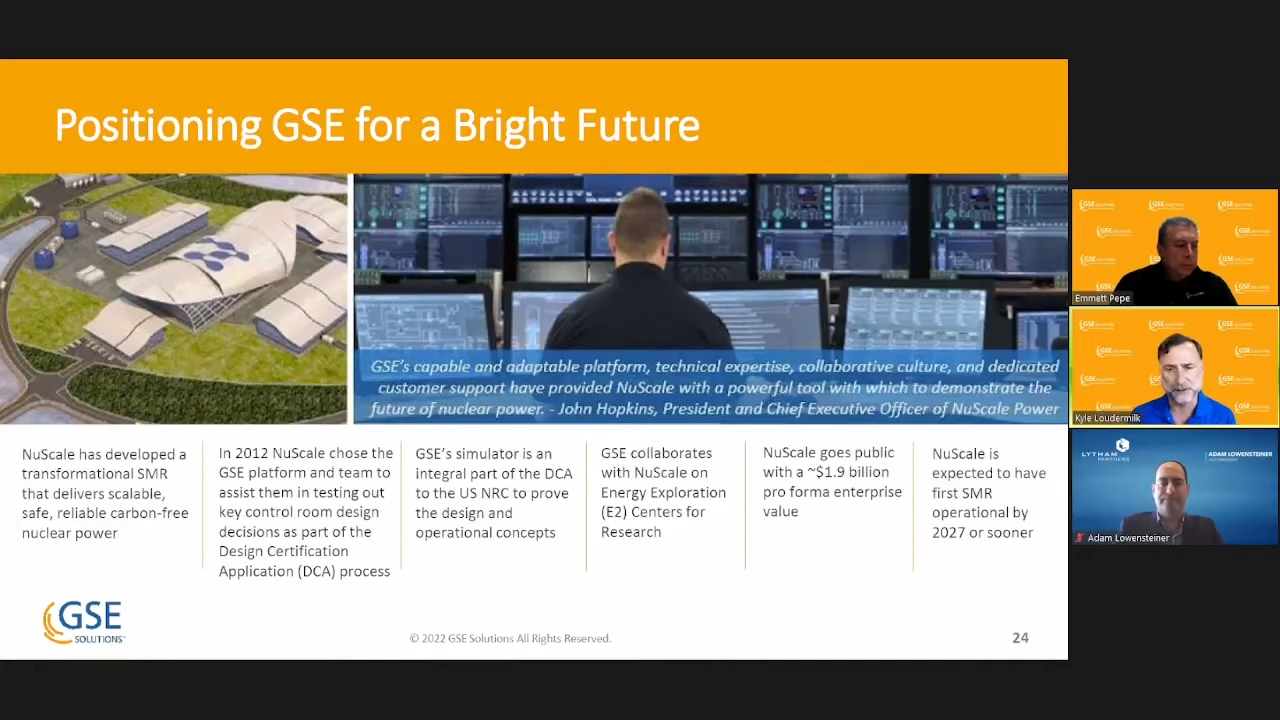 Positioning GSE for a Bright Future
GSE's capable and adaptable platform, technical expertise, collaborative culture, and dedicated
customer support have provided NuScale with a powerful tool with which to demonstrate the
future of nuclear power. - John Hopkins, President and Chief Executive Officer of NuScale Power
NuScale has developed a
transformational SMR
that delivers scalable,
safe, reliable carbon-free
nuclear power
In 2012 NuScale chose the
GSE platform and team to
assist them in testing out
key control room design
decisions as part of the
Design Certification
Application (DCA) process
GSE's simulator is an
integral part of the DCA
to the US NRC to prove
the design and
operational concepts
GSE collaborates
with NuScale on
Energy Exploration
(E2) Centers for
Research
NuScale goes public
with a ~$1.9 billion
pro forma enterprise
value
NuScale is
expected to have
first SMR
operational by
2027 or sooner
GSE
SOLUTIONS
© 2022 GSE Solutions All Rights Reserved.
24
Emmett Pepe
Kyle Loudermilk
LYTHAM
PARTNERS
ADAM LOWENSTEINER
VICE PRESIDENT
Adam Lowensteiner